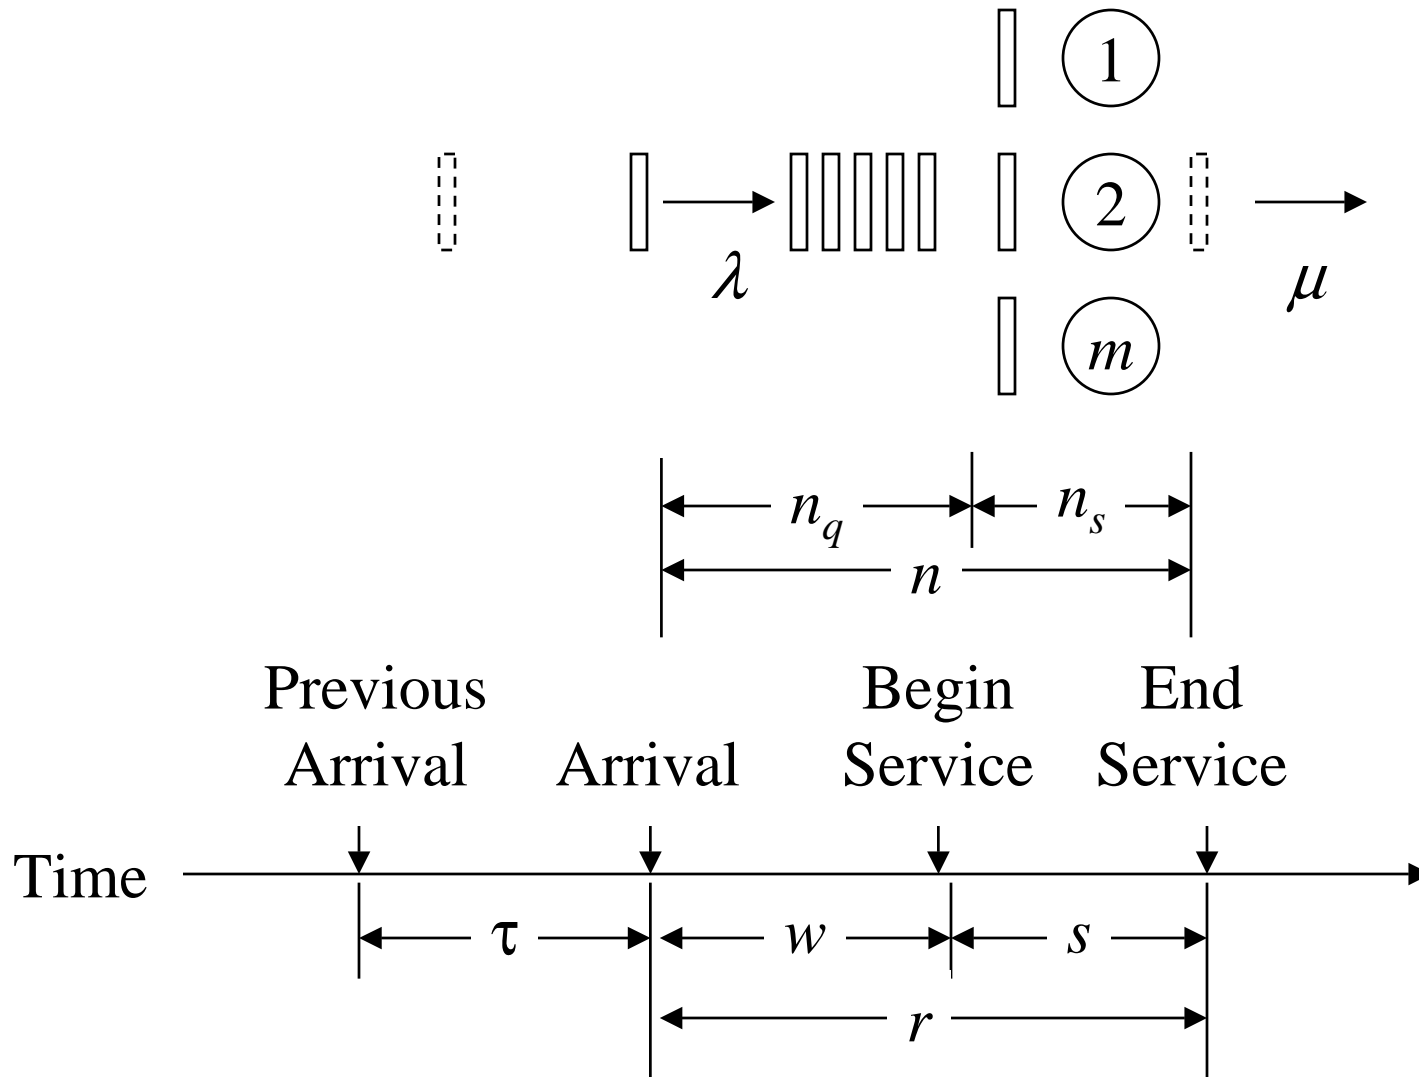 1
2
λ
μ
m
n_q
n_s
n
Previous Arrival
Arrival
Begin Service
End Service
Time
τ
w
s
r